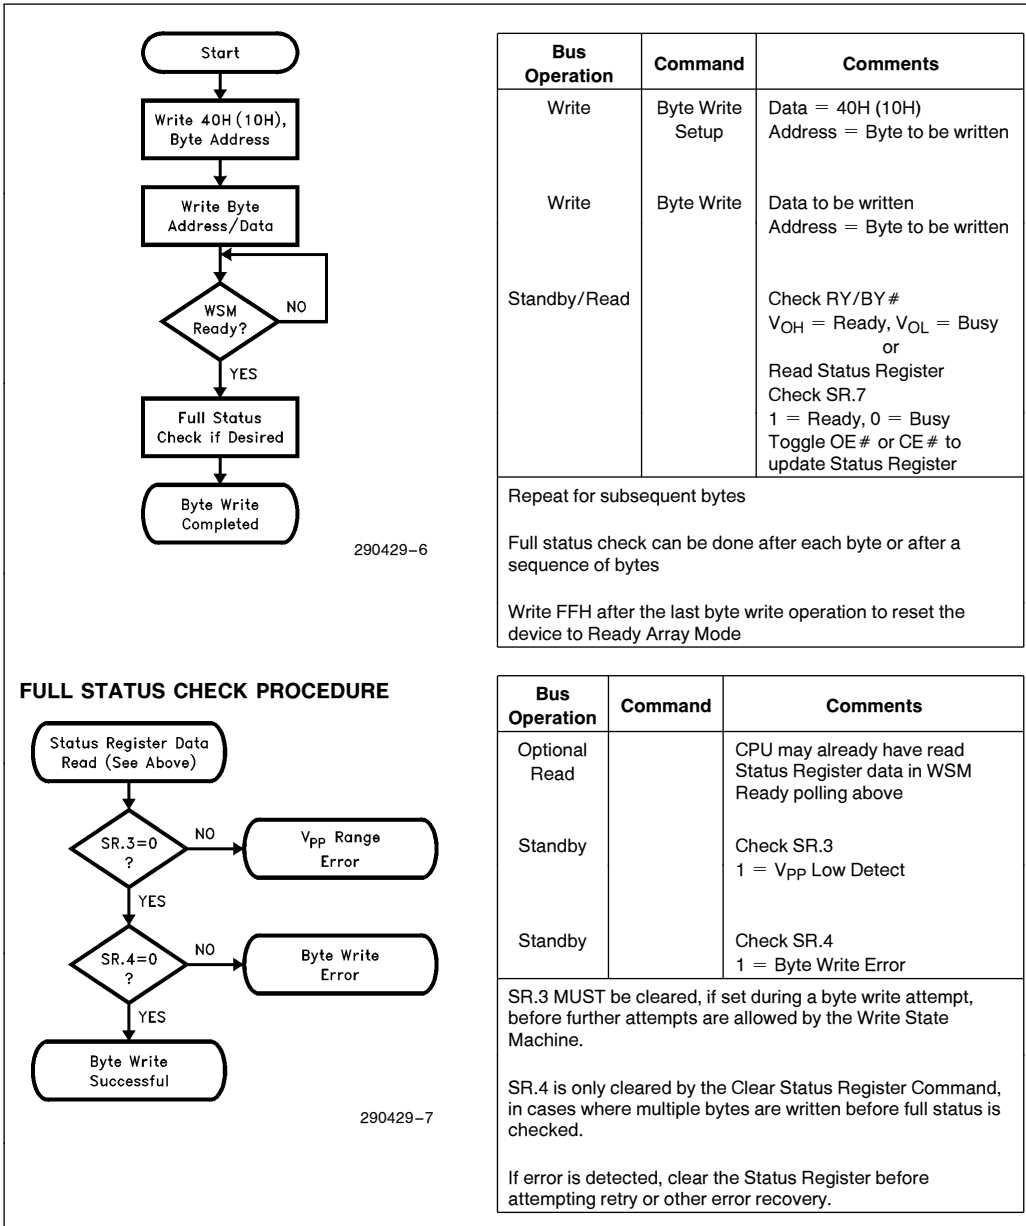 Start
Write 40H (10H),
Byte Address
Write Byte
Address/Data
WSM
Ready?
NO
YES
Full Status
Check if Desired
Byte Write
Completed
290429–6
Bus
Operation
Command
Comments
Write
Byte Write
Setup
Data = 40H (10H)
Address = Byte to be written
Write
Byte Write
Data to be written
Address = Byte to be written
Standby/Read
Check RY/BY#
VOH = Ready, VOL = Busy
or
Read Status Register
Check SR.7
1 = Ready, 0 = Busy
Toggle OE# or CE# to
update Status Register
Repeat for subsequent bytes
Full status check can be done after each byte or after a
sequence of bytes
Write FFH after the last byte write operation to reset the
device to Ready Array Mode
FULL STATUS CHECK PROCEDURE
Status Register Data
Read (See Above)
SR.3=0
?
NO
VPP Range
Error
YES
SR.4=0
?
NO
Byte Write
Error
YES
Byte Write
Successful
290429–7
Bus
Operation
Command
Comments
Optional
Read
CPU may already have read
Status Register data in WSM
Ready polling above
Standby
Check SR.3
1 = VPP Low Detect
Standby
Check SR.4
1 = Byte Write Error
SR.3 MUST be cleared, if set during a byte write attempt,
before further attempts are allowed by the Write State
Machine.
SR.4 is only cleared by the Clear Status Register Command,
in cases where multiple bytes are written before full status is
checked.
If error is detected, clear the Status Register before
attempting retry or other error recovery.